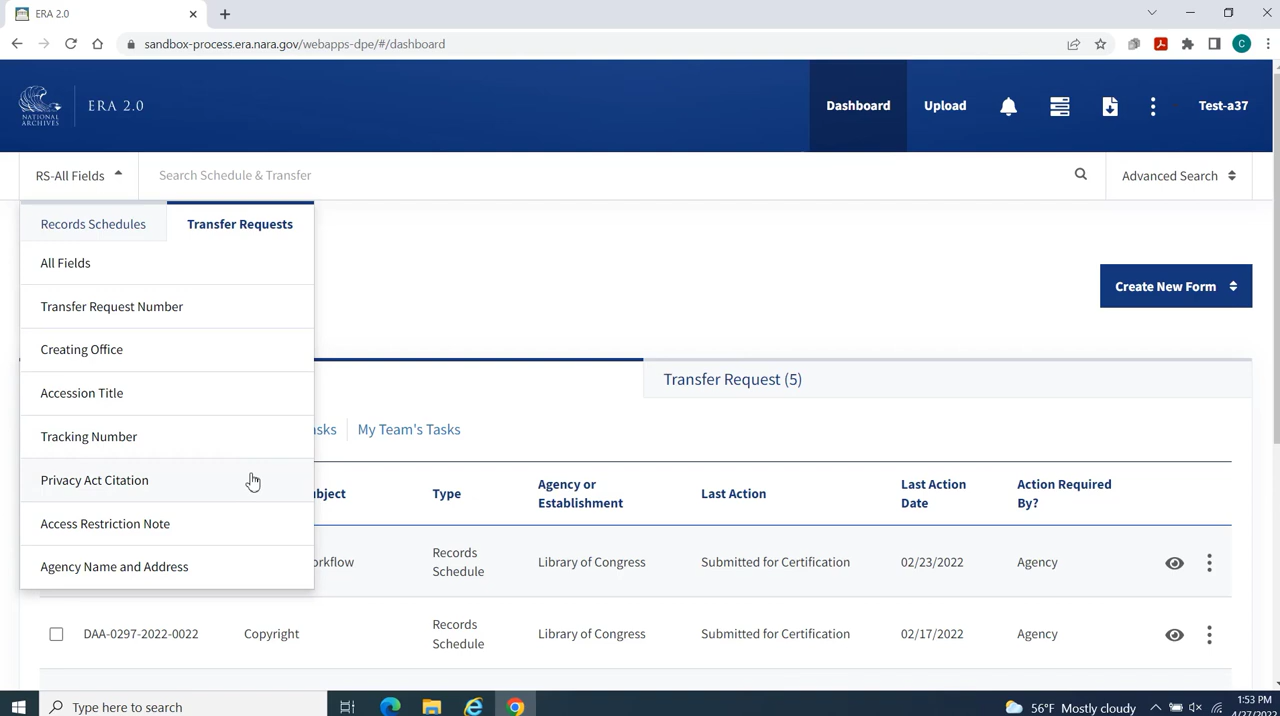 ERA 2.0
sandbox-process.era.nara.gov/webapps-dpe/#/dashboard
C
NATIONAL
ARCHIVES
ERA 2.0
Dashboard
Upload
Test-a37
RS-All Fields
Search Schedule & Transfer
Advanced Search
Records Schedules
Transfer Requests
All Fields
Transfer Request Number
Creating Office
Accession Title
Tracking Number
Privacy Act Citation
Access Restriction Note
Agency Name and Address
Create New Form
Transfer Request (5)
asks
My Team's Tasks
bject
Type
Agency or
Establishment
Last Action
Last Action
Date
Action Required
By?
orkflow
Records
Schedule
Library of Congress
Submitted for Certification
02/23/2022
Agency
DAA-0297-2022-0022
Copyright
Records
Schedule
Library of Congress
Submitted for Certification
02/17/2022
Agency
Type here to search
56°F Mostly cloudy
1:53 PM
4/27/2022